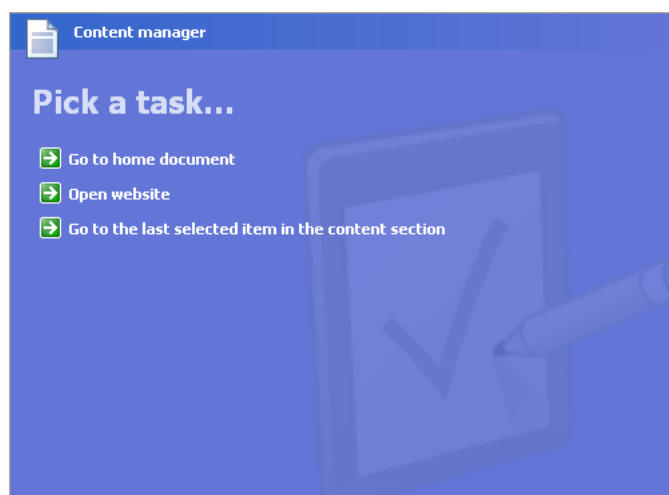 Content manager
Pick a task...
Go to home document
Open website
Go to the last selected item in the content section